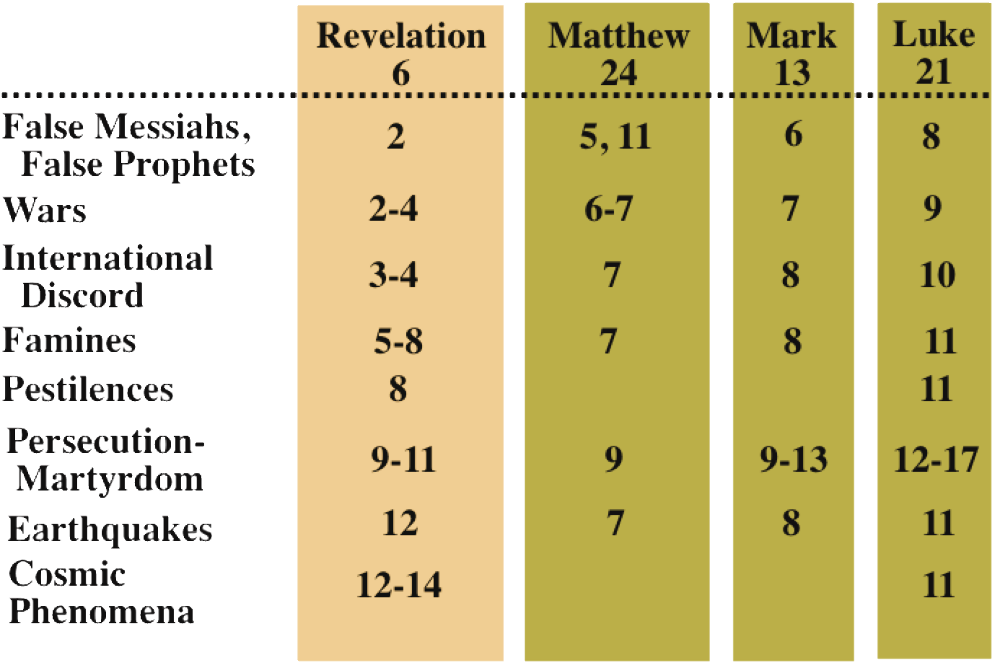 Revelation Matthew Mark Luke
6 24 13 21
False Messiahs,
False Prophets 2 5, 11 6 8
Wars 2-4 6-7 7 9
International
Discord 3-4 7 8 10
Famines 5-8 7 8 11
Pestilences 8 11
Persecution-
Martyrdom 9-11 9 9-13 12-17
Earthquakes 12 7 8 11
Cosmic
Phenomena 12-14 11